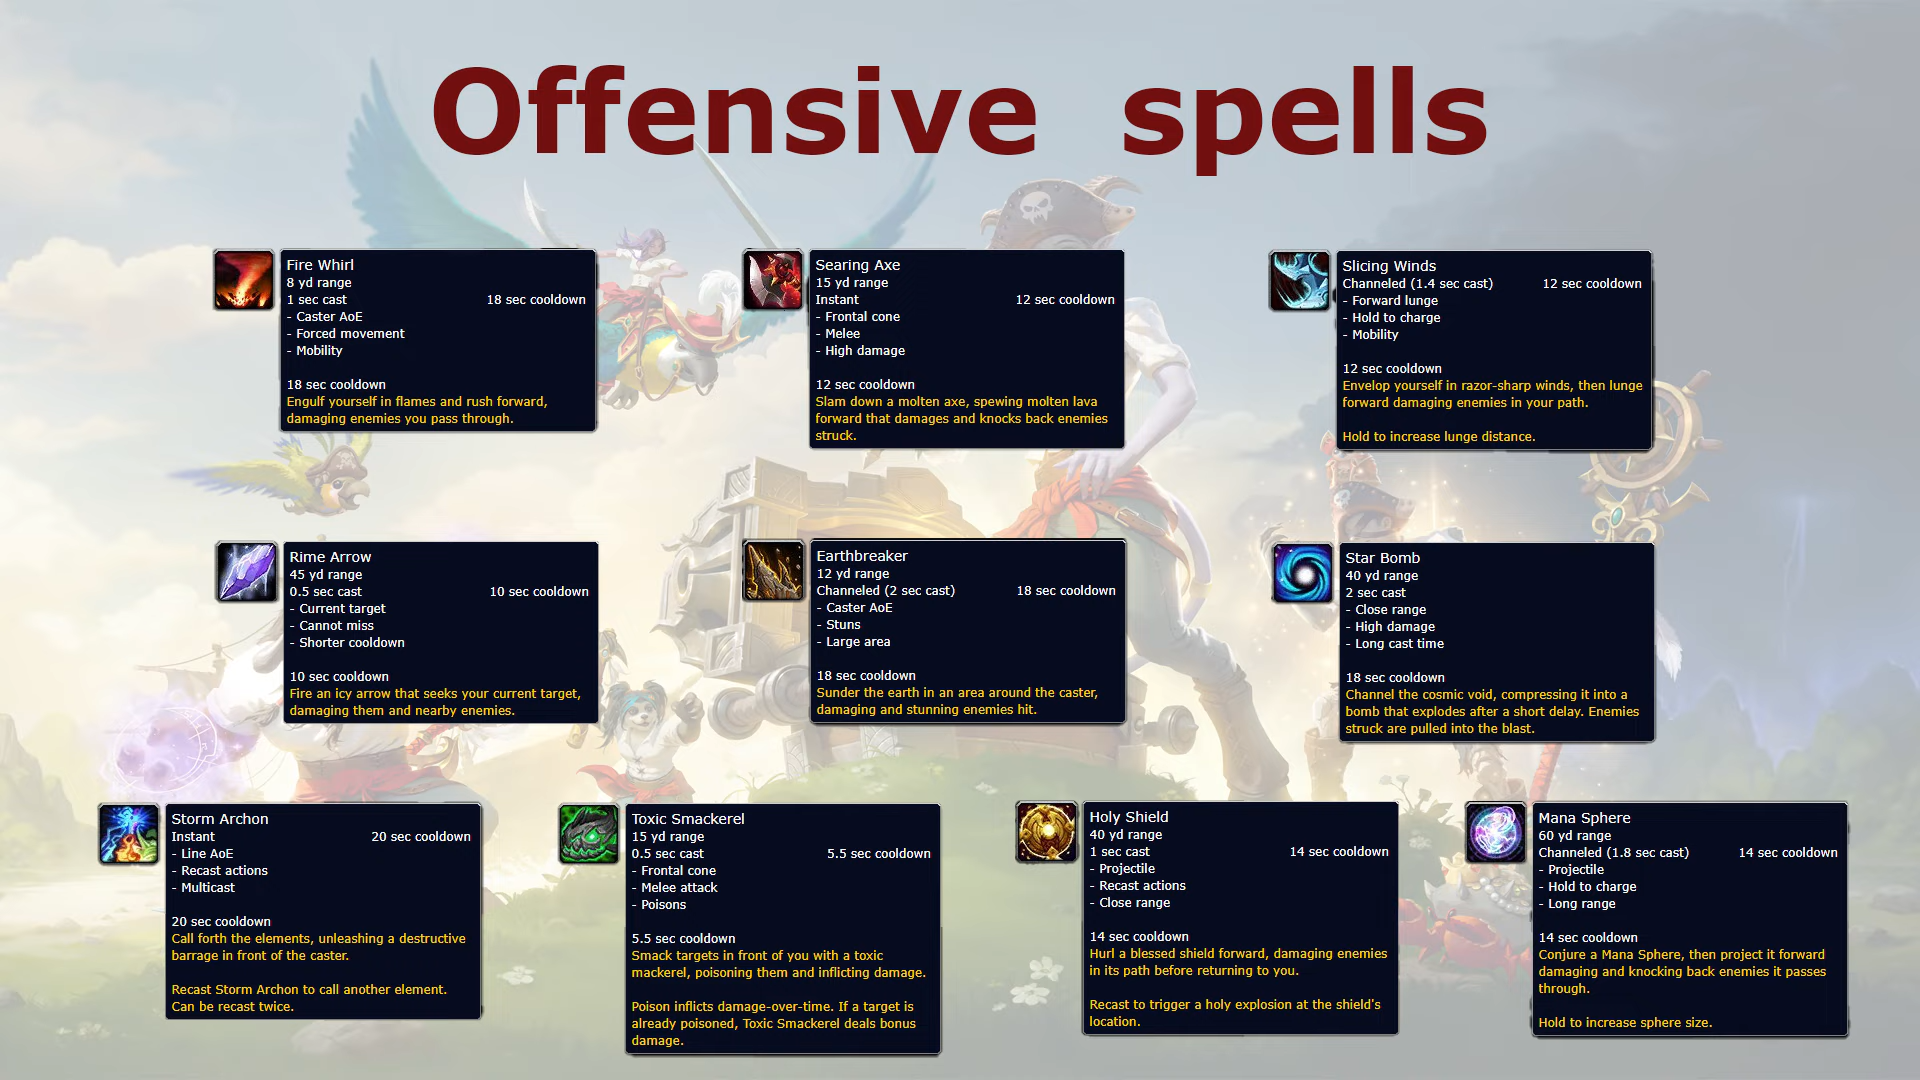 Offensive spells
Fire Whirl
8 yd range
1 sec cast 18 sec cooldown
- Caster AoE
- Forced movement
- Mobility
18 sec cooldown
Engulf yourself in flames and rush forward,
damaging enemies you pass through.
Searing Axe
15 yd range
Instant 12 sec cooldown
- Frontal cone
- Melee
- High damage
12 sec cooldown
Slam down a molten axe, spewing molten lava
forward that damages and knocks back enemies
struck.
Slicing Winds
Channeled (1.4 sec cast) 12 sec cooldown
- Forward lunge
- Hold to charge
- Mobility
12 sec cooldown
Envelop yourself in razor-sharp winds, then lunge
forward damaging enemies in your path.
Hold to increase lunge distance.
Rime Arrow
45 yd range
0.5 sec cast 10 sec cooldown
- Current target
- Cannot miss
- Shorter cooldown
10 sec cooldown
Fire an icy arrow that seeks your current target,
damaging them and nearby enemies.
Earthbreaker
12 yd range
Channeled (2 sec cast) 18 sec cooldown
- Caster AoE
- Stuns
- Large area
18 sec cooldown
Sunder the earth in an area around the caster,
damaging and stunning enemies hit.
Star Bomb
40 yd range
2 sec cast
- Close range
- High damage
- Long cast time
18 sec cooldown
Channel the cosmic void, compressing it into a
bomb that explodes after a short delay. Enemies
struck are pulled into the blast.
Storm Archon
Instant 20 sec cooldown
- Line AoE
- Recast actions
- Multicast
20 sec cooldown
Call forth the elements, unleashing a destructive
barrage in front of the caster.
Recast Storm Archon to call another element.
Can be recast twice.
Toxic Smackerel
15 yd range
0.5 sec cast 5.5 sec cooldown
- Frontal cone
- Melee attack
- Poisons
5.5 sec cooldown
Smack targets in front of you with a toxic
mackerel, poisoning them and inflicting damage.
Poison inflicts damage-over-time. If a target is
already poisoned, Toxic Smackerel deals bonus
damage.
Holy Shield
40 yd range
1 sec cast 14 sec cooldown
- Projectile
- Recast actions
- Close range
14 sec cooldown
Hurl a blessed shield forward, damaging enemies
in its path before returning to you.
Recast to trigger a holy explosion at the shield's
location.
Mana Sphere
60 yd range
Channeled (1.8 sec cast) 14 sec cooldown
- Projectile
- Hold to charge
- Long range
14 sec cooldown
Conjure a Mana Sphere, then project it forward
damaging and knocking back enemies it passes
through.
Hold to increase sphere size.